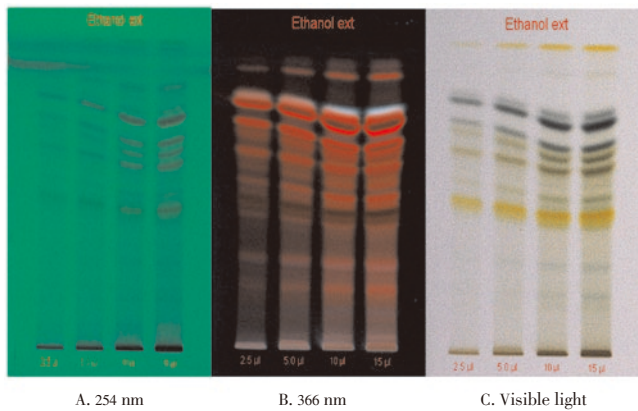 Ethanol ext
Ethanol ext
Ethanol ext
2.5 µl 5.0 µl 10 µl 15 µl
2.5 µl 5.0 µl 10 µl 15 µl
A. 254 nm
B. 366 nm
C. Visible light